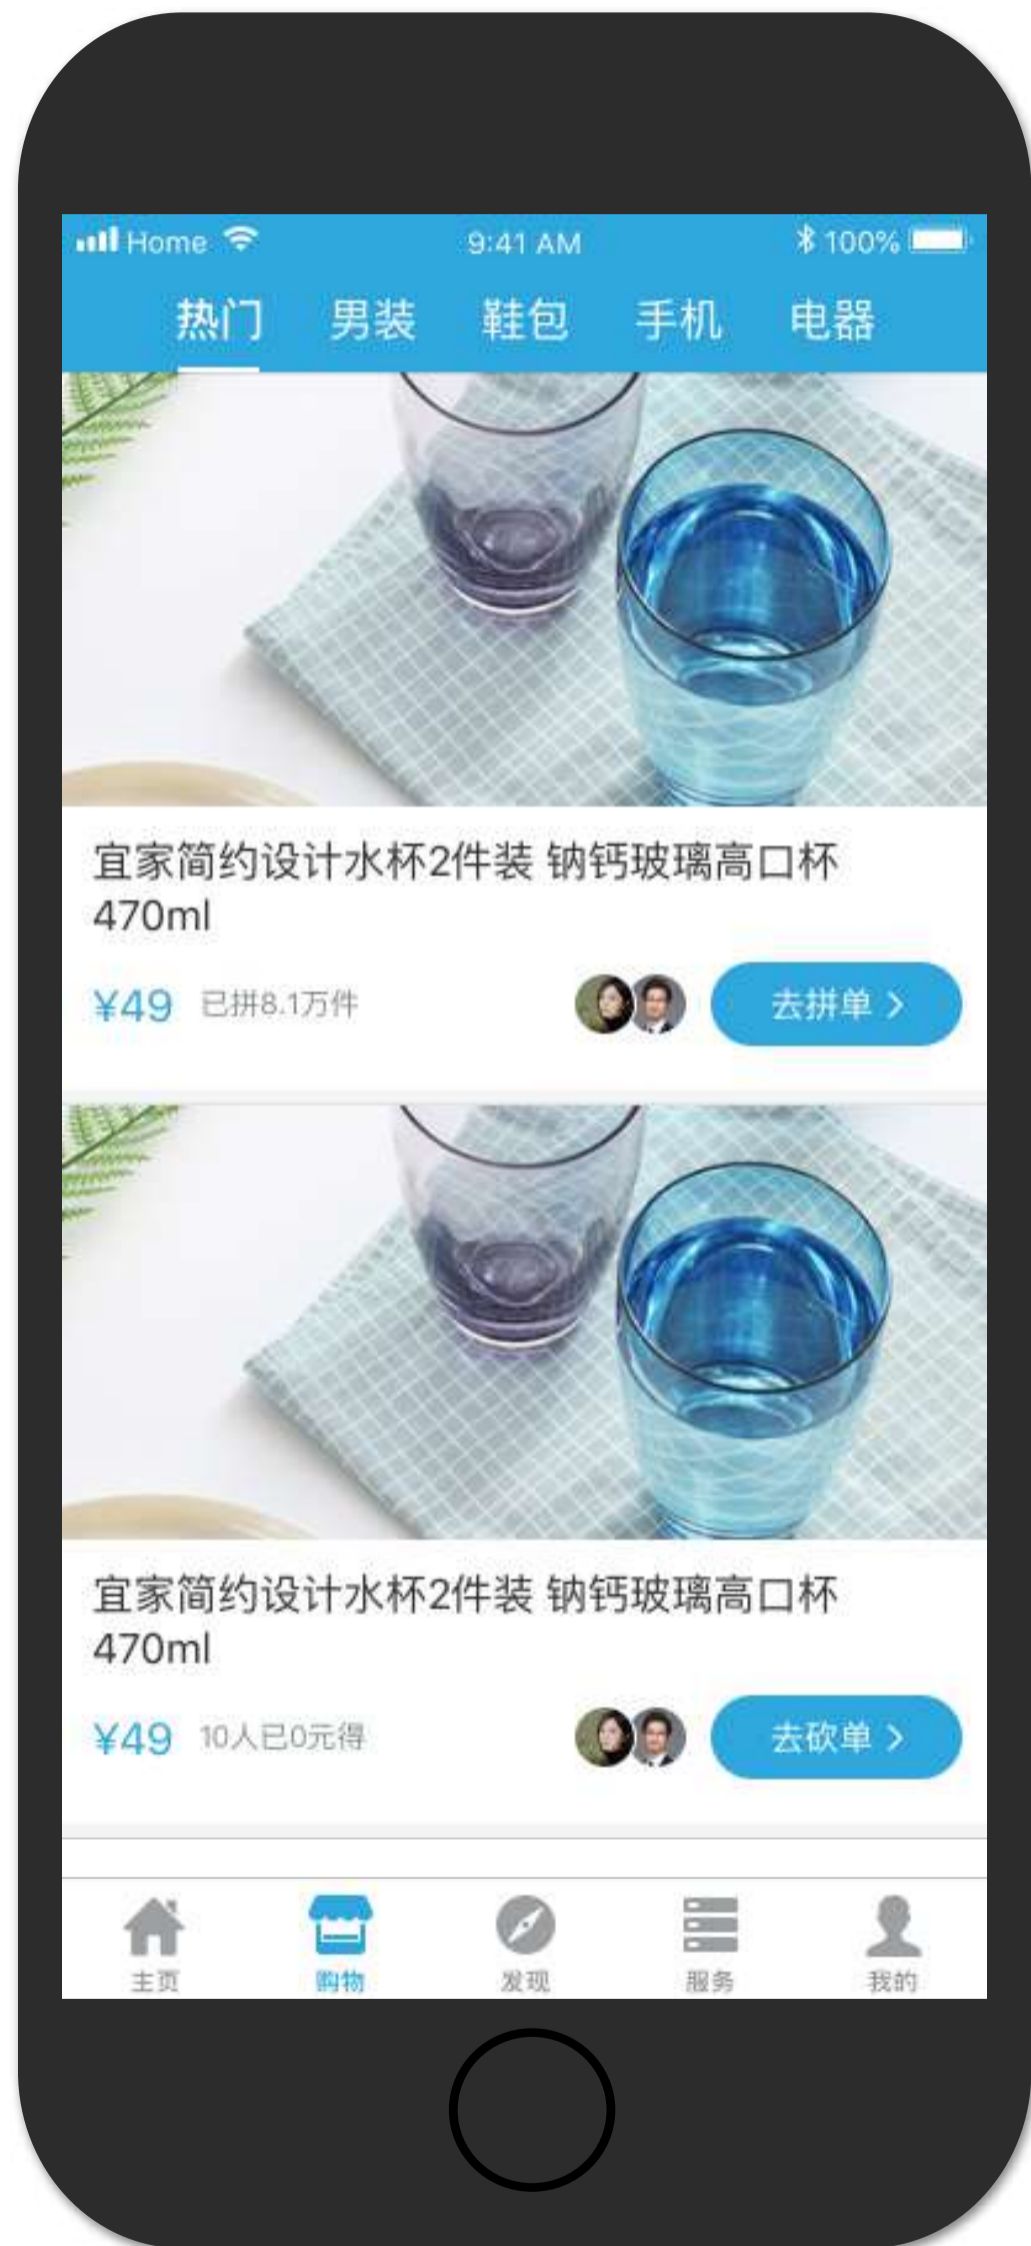 Home
9:41 AM
100%
热门 男装 鞋包 手机 电器
宜家简约设计水杯2件装 钠钙玻璃高口杯
470ml
¥49 已拼8.1万件 去拼单 >
宜家简约设计水杯2件装 钠钙玻璃高口杯
470ml
¥49 10人已0元得 去砍单 >
主页 购物 发现 服务 我的